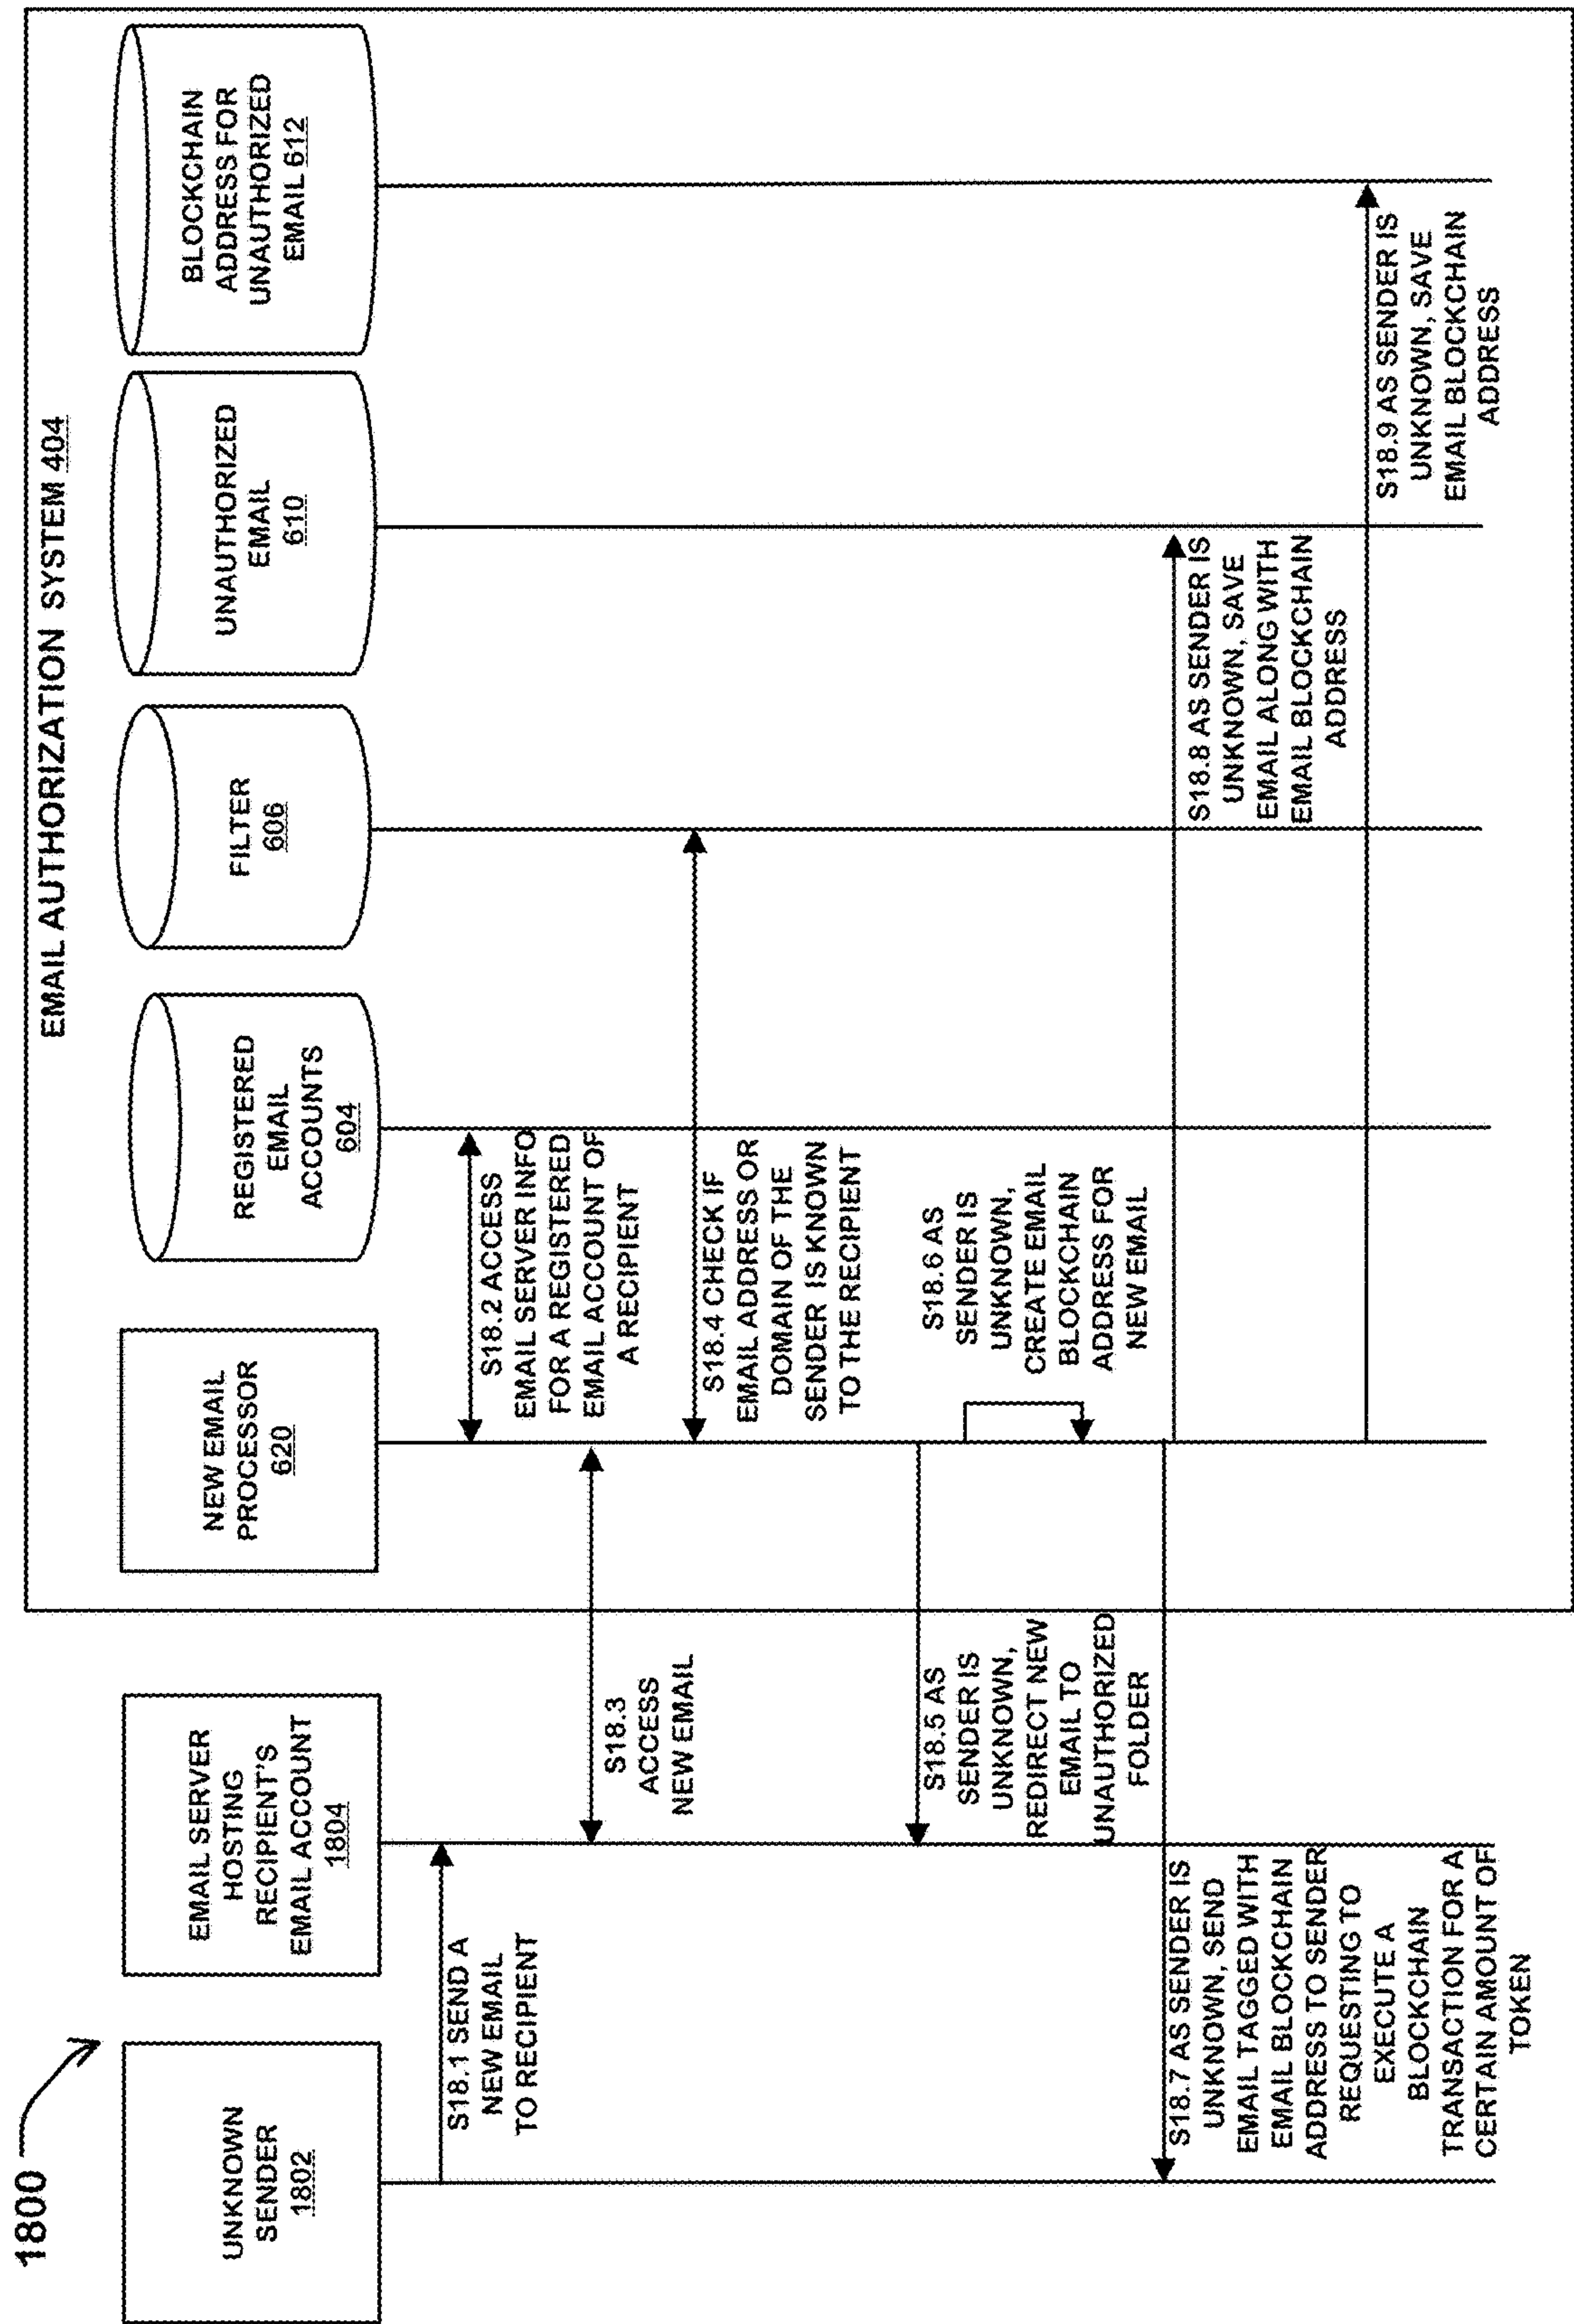 1800
EMAIL AUTHORIZATION SYSTEM 404
UNKNOWN
SENDER
1802
EMAIL SERVER
HOSTING
RECIPIENT'S
EMAIL ACCOUNT
1804
NEW EMAIL
PROCESSOR
620
REGISTERED
EMAIL
ACCOUNTS
604
FILTER
606
UNAUTHORIZED
EMAIL
610
BLOCKCHAIN
ADDRESS FOR
UNAUTHORIZED
EMAIL 612
S18.1 SEND A
NEW EMAIL
TO RECIPIENT
S18.2 ACCESS
EMAIL SERVER INFO
FOR A REGISTERED
EMAIL ACCOUNT OF
A RECIPIENT
S18.3
ACCESS
NEW EMAIL
S18.4 CHECK IF
EMAIL ADDRESS OR
DOMAIN OF THE
SENDER IS KNOWN
TO THE RECIPIENT
S18.5 AS
SENDER IS
UNKNOWN,
REDIRECT NEW
EMAIL TO
UNAUTHORIZED
FOLDER
S18.6 AS
SENDER IS
UNKNOWN,
CREATE EMAIL
BLOCKCHAIN
ADDRESS FOR
NEW EMAIL
S18.7 AS SENDER IS
UNKNOWN, SEND
EMAIL TAGGED WITH
EMAIL BLOCKCHAIN
ADDRESS TO SENDER
REQUESTING TO
EXECUTE A
BLOCKCHAIN
TRANSACTION FOR A
CERTAIN AMOUNT OF
TOKEN
S18.8 AS SENDER IS
UNKNOWN, SAVE
EMAIL ALONG WITH
EMAIL BLOCKCHAIN
ADDRESS
S18.9 AS SENDER IS
UNKNOWN, SAVE
EMAIL BLOCKCHAIN
ADDRESS